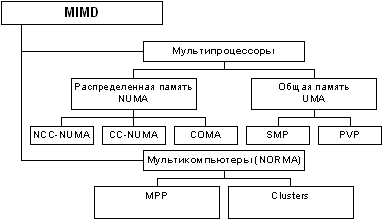 MIMD
Мультипроцессоры
Распределенная память
NUMA
Общая память
UMA
NCC-NUMA
CC-NUMA
COMA
SMP
PVP
Мультикомпьютеры (NORMA)
MPP
Clusters